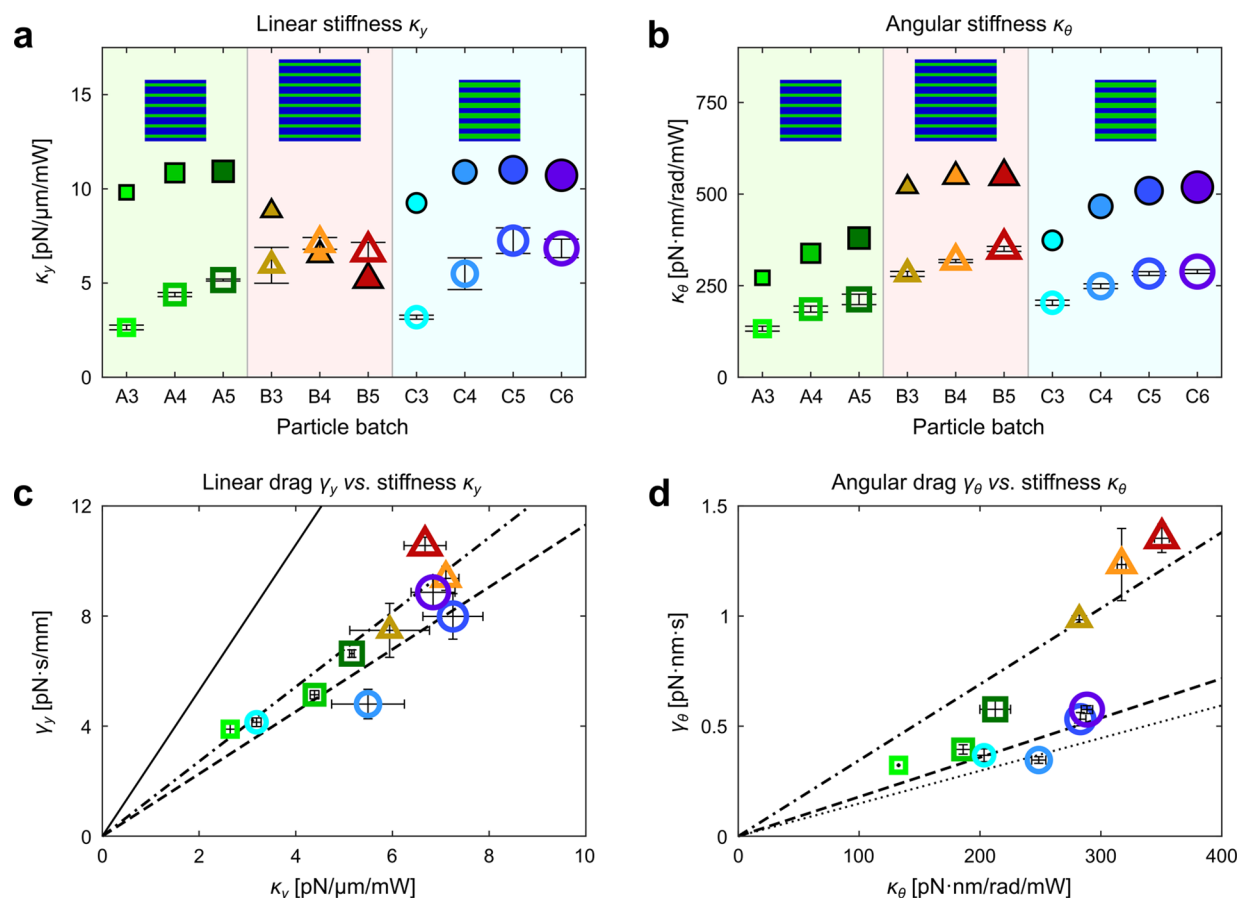 a
Linear stiffness κy
κy [pN/μm/mW]
15
10
5
0
A3 A4 A5 B3 B4 B5 C3 C4 C5 C6
Particle batch
b
Angular stiffness κθ
κθ [pN·nm/rad/mW]
750
500
250
0
A3 A4 A5 B3 B4 B5 C3 C4 C5 C6
Particle batch
c
Linear drag γy vs. stiffness κy
γy [pN·s/mm]
12
8
4
0
0 2 4 6 8 10
κy [pN/μm/mW]
d
Angular drag γθ vs. stiffness κθ
γθ [pN·nm·s]
1.5
1
0.5
0
0 100 200 300 400
κθ [pN·nm/rad/mW]